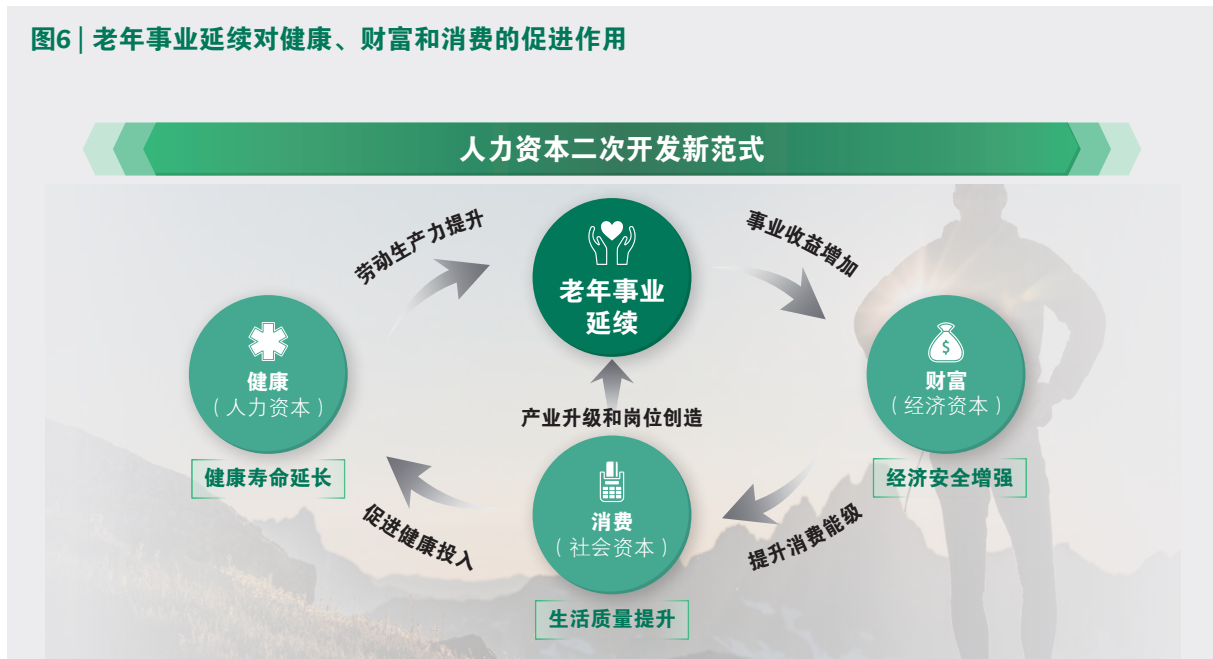 图6 | 老年事业延续对健康、财富和消费的促进作用
人力资本二次开发新范式
劳动生产力提升
老年事业
延续
事业收益增加
健康
（人力资本）
健康寿命延长
$
财富
（经济资本）
经济安全增强
产业升级和岗位创造
消费
（社会资本）
生活质量提升
促进健康投入
提升消费能级